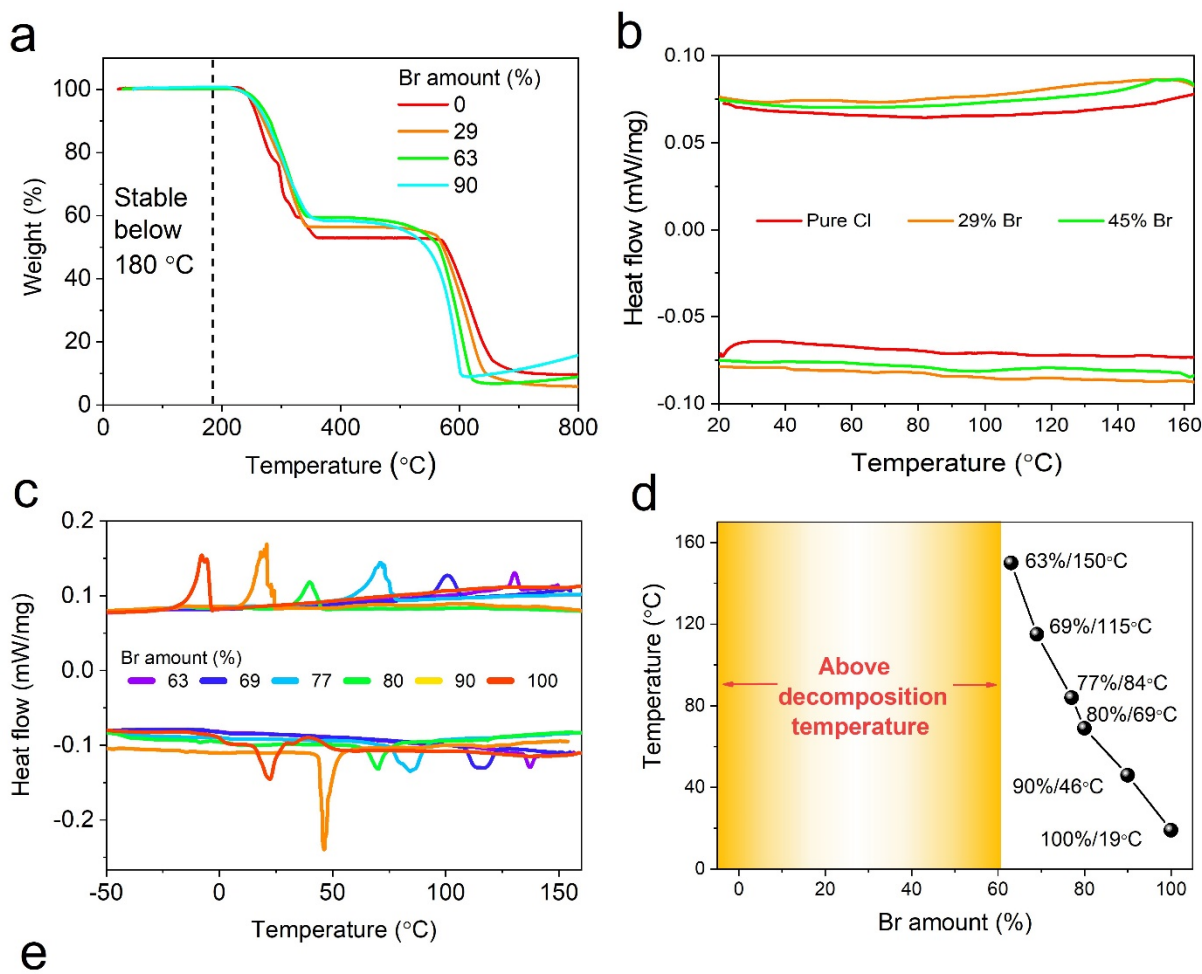 a
Br amount (%)
0
29
63
90
Stable
below
180 °C
Weight (%)
100
80
60
40
20
0
0 200 400 600 800
Temperature (°C)
b
Heat flow (mW/mg)
0.10
0.05
0.00
-0.05
-0.10
Pure Cl 29% Br 45% Br
20 40 60 80 100 120 140 160
Temperature (°C)
c
Heat flow (mW/mg)
0.2
0.1
0.0
-0.1
-0.2
Br amount (%)
63 69 77 80 90 100
-50 0 50 100 150
Temperature (°C)
d
Temperature (°C)
160
120
80
40
0
Above
decomposition
temperature
63%/150°C
69%/115°C
77%/84°C
80%/69°C
90%/46°C
100%/19°C
0 20 40 60 80 100
Br amount (%)
e